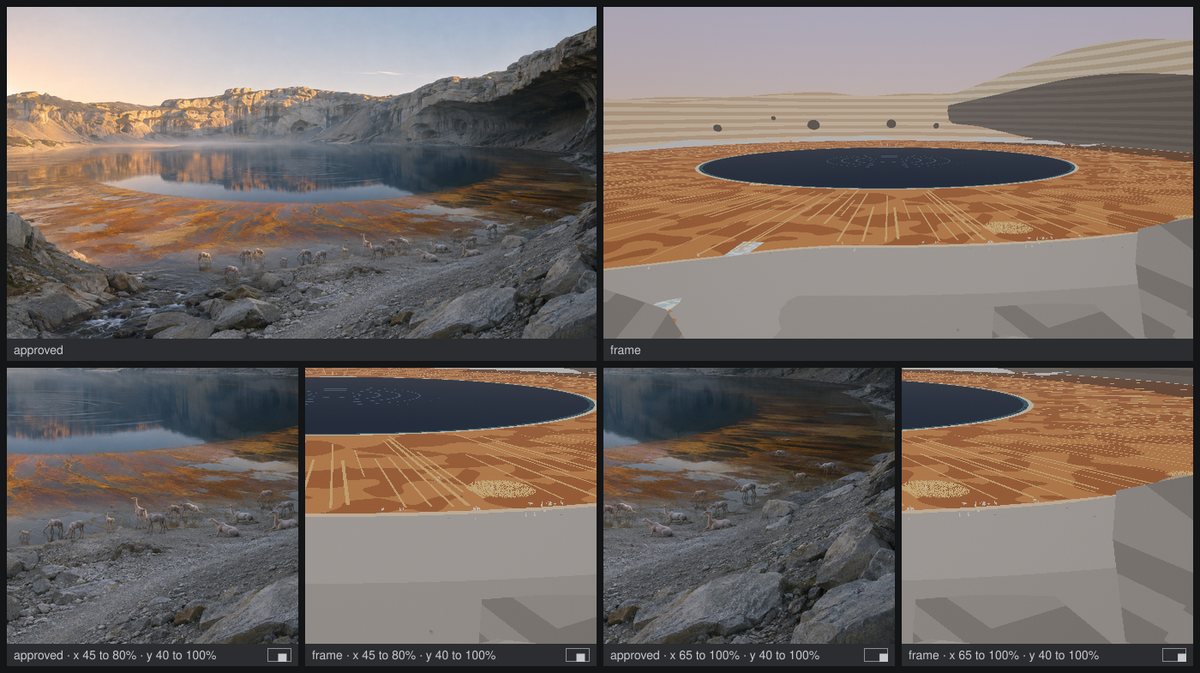 approved
frame
approved · x 45 to 80% · y 40 to 100%
frame · x 45 to 80% · y 40 to 100%
approved · x 65 to 100% · y 40 to 100%
frame · x 65 to 100% · y 40 to 100%